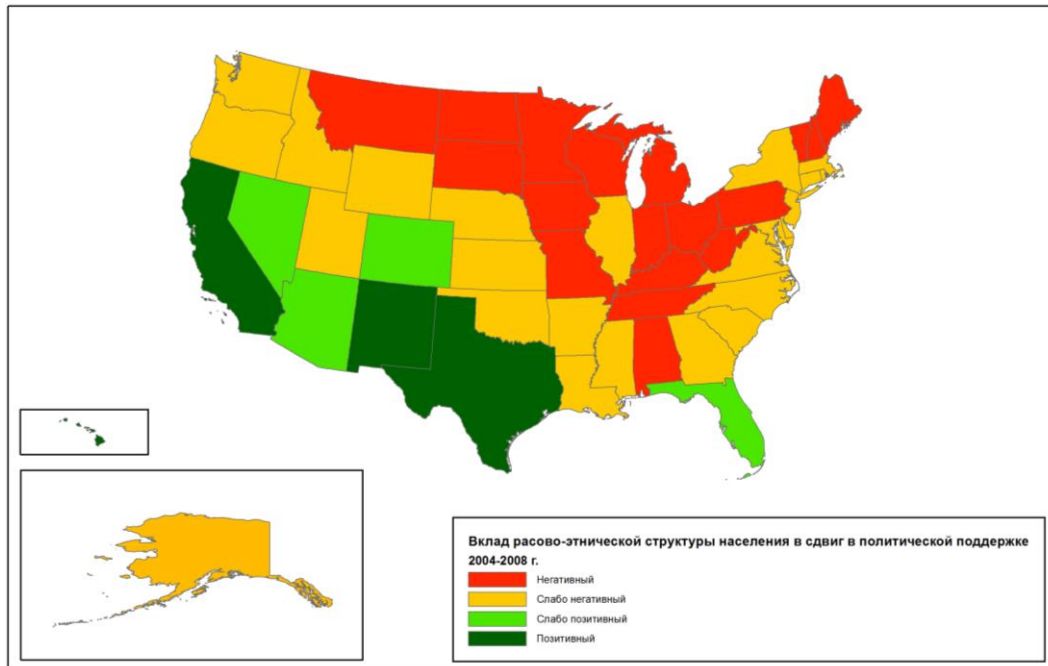 Вклад расово-этнической структуры населения в сдвиг в политической поддержке
2004-2008 г.
Негативный
Слабо негативный
Слабо позитивный
Позитивный